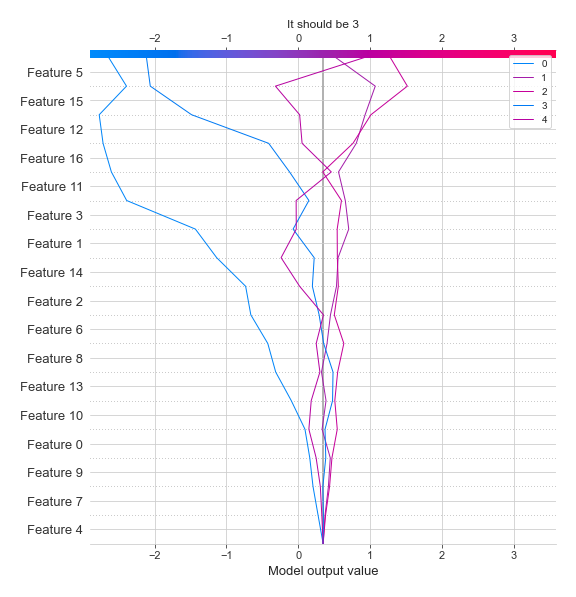 It should be 3
−2 −1 0 1 2 3
0
1
2
3
4
Feature 5
Feature 15
Feature 12
Feature 16
Feature 11
Feature 3
Feature 1
Feature 14
Feature 2
Feature 6
Feature 8
Feature 13
Feature 10
Feature 0
Feature 9
Feature 7
Feature 4
−2 −1 0 1 2 3
Model output value